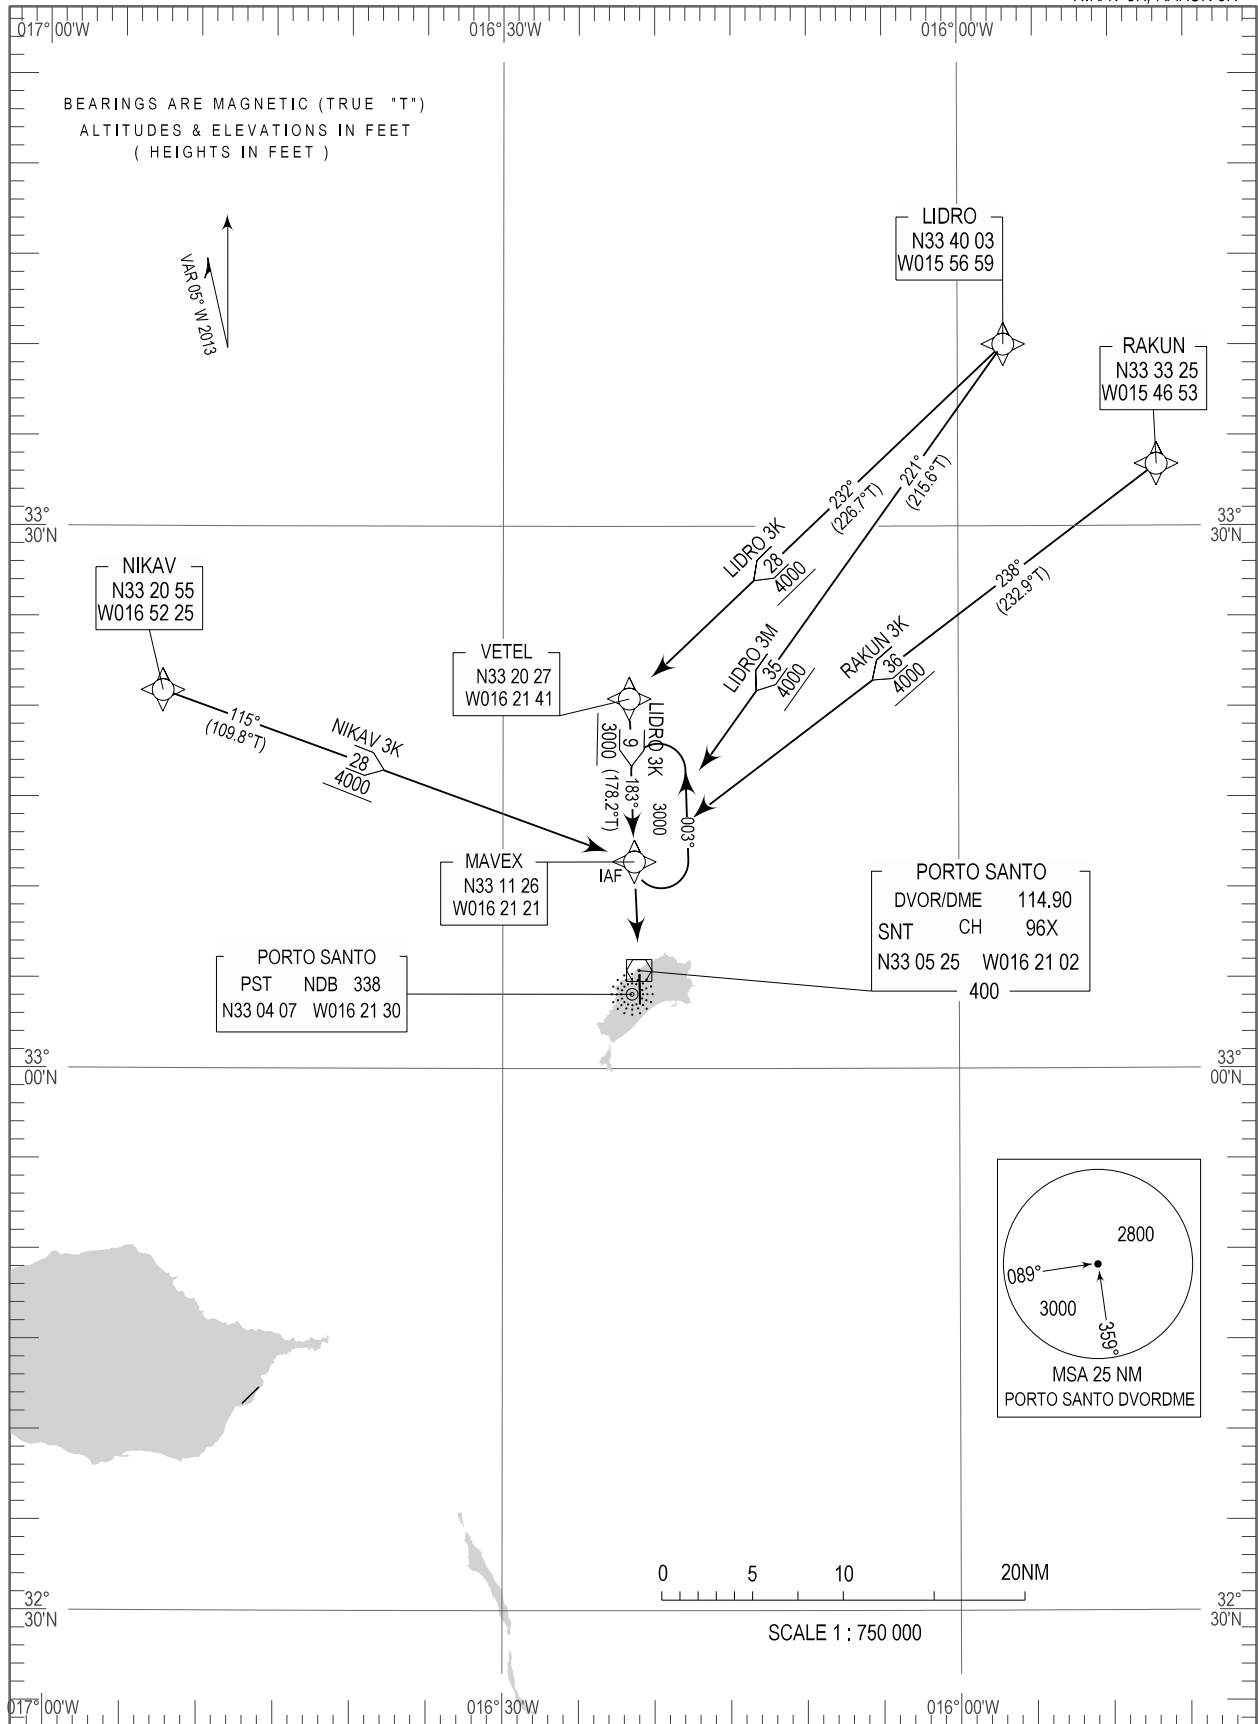 017°00'W
016°30'W
016°00'W
BEARINGS ARE MAGNETIC (TRUE "T")
ALTITUDES & ELEVATIONS IN FEET
( HEIGHTS IN FEET )
VAR 05° W 2013
LIDRO
N33 40 03
W015 56 59
RAKUN
N33 33 25
W015 46 53
232°
(226.7°T)
221°
(215.6°T)
33°
30'N
33°
30'N
LIDRO 3K
28
4000
238°
(232.9°T)
NIKAV
N33 20 55
W016 52 25
LIDRO 3M
35
4000
RAKUN 3K
36
4000
VETEL
N33 20 27
W016 21 41
115°
(109.8°T)
NIKAV 3K
28
4000
LIDRO 3K
9
3000
183°
(178.2°T)
3000
003°
MAVEX
N33 11 26
W016 21 21
IAF
PORTO SANTO
DVOR/DME 114.90
SNT CH 96X
N33 05 25 W016 21 02
400
PORTO SANTO
PST NDB 338
N33 04 07 W016 21 30
33°
00'N
33°
00'N
2800
089°
3000
359°
MSA 25 NM
PORTO SANTO DVORDME
0 5 10 20NM
SCALE 1 : 750 000
32°
30'N
32°
30'N
017°00'W
016°30'W
016°00'W